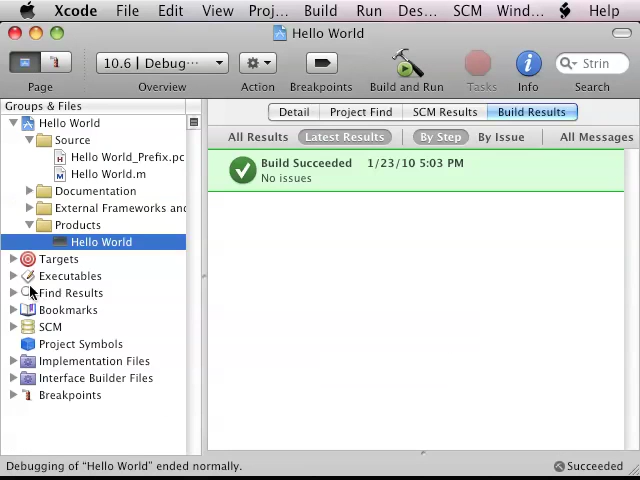 Xcode File Edit View Proj... Build Run Des... SCM Wind... Help
Hello World
10.6 | Debug... Strin
Page Overview Action Breakpoints Build and Run Tasks Info Search
Groups & Files
Detail Project Find SCM Results Build Results
All Results Latest Results By Step By Issue All Messages
Build Succeeded 1/23/10 5:03 PM
No issues
Hello World
Source
Hello World_Prefix.pc
Hello World.m
Documentation
External Frameworks and
Products
Hello World
Targets
Executables
Find Results
Bookmarks
SCM
Project Symbols
Implementation Files
Interface Builder Files
Breakpoints
Debugging of “Hello World” ended normally. Succeeded